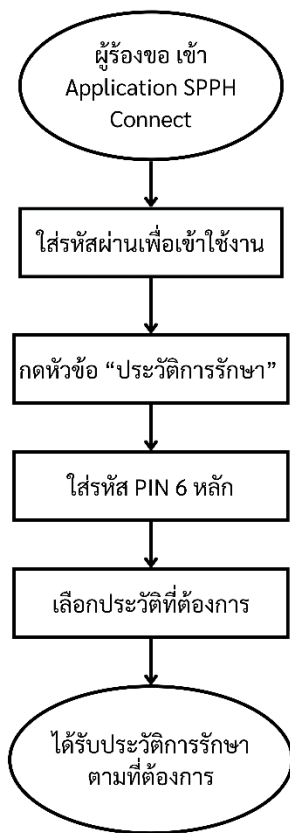 ผู้ร้องขอ เข้า
Application SPPH
Connect
ใส่รหัสผ่านเพื่อเข้าใช้งาน
กดหัวข้อ “ประวัติการรักษา”
ใส่รหัส PIN 6 หลัก
เลือกประวัติที่ต้องการ
ได้รับประวัติการรักษา
ตามที่ต้องการ